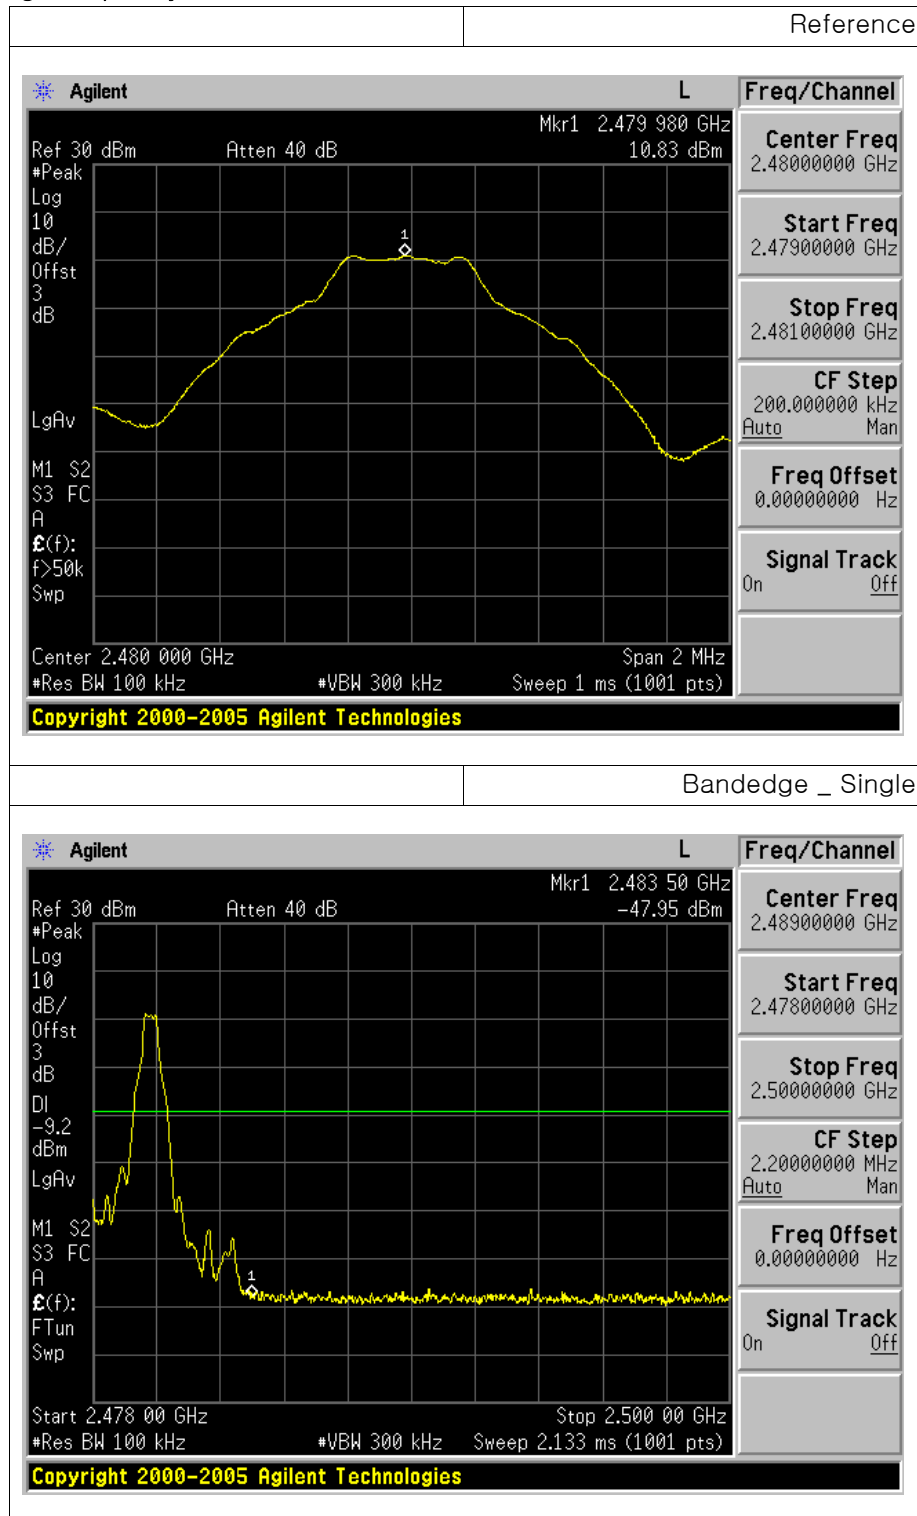 Reference
Agilent L Freq/Channel
Mkr1 2.479 980 GHz
Ref 30 dBm Atten 40 dB 10.83 dBm
#Peak
Log
10
dB/
Offst
3
dB
LgAv
M1 S2
S3 FC
A
£(f):
f>50k
Swp
1
Center 2.480 000 GHz Span 2 MHz
#Res BW 100 kHz #VBW 300 kHz Sweep 1 ms (1001 pts)
Center Freq
2.48000000 GHz
Start Freq
2.47900000 GHz
Stop Freq
2.48100000 GHz
CF Step
200.000000 kHz
Auto Man
Freq Offset
0.00000000 Hz
Signal Track
On Off
Copyright 2000-2005 Agilent Technologies
Bandedge _ Single
Agilent L Freq/Channel
Mkr1 2.483 50 GHz
Ref 30 dBm Atten 40 dB -47.95 dBm
#Peak
Log
10
dB/
Offst
3
dB
DI
-9.2
dBm
LgAv
M1 S2
S3 FC
A
£(f):
FTun
Swp
1
Start 2.478 00 GHz Stop 2.500 00 GHz
#Res BW 100 kHz #VBW 300 kHz Sweep 2.133 ms (1001 pts)
Center Freq
2.48900000 GHz
Start Freq
2.47800000 GHz
Stop Freq
2.50000000 GHz
CF Step
2.20000000 MHz
Auto Man
Freq Offset
0.00000000 Hz
Signal Track
On Off
Copyright 2000-2005 Agilent Technologies